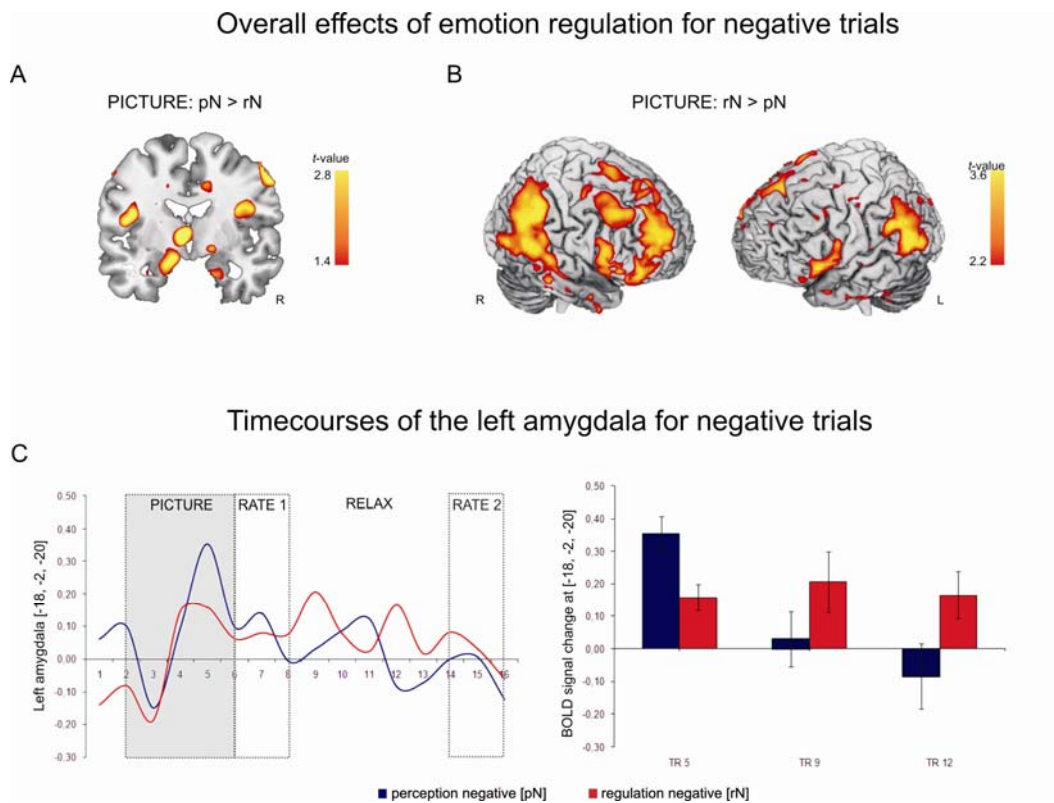 Overall effects of emotion regulation for negative trials
A
B
PICTURE: pN > rN
PICTURE: rN > pN
t-value
2.8
1.4
R
t-value
3.6
2.2
R
L
Timecourses of the left amygdala for negative trials
C
Left amygdala [-18, -2, -20]
0,50
0,40
0,30
0,20
0,10
0,00
-0,10
-0,20
-0,30
PICTURE
RATE 1
RELAX
RATE 2
1 2 3 4 5 6 7 8 9 10 11 12 13 14 15 16
BOLD signal change at [-18, -2, -20]
0,50
0,40
0,30
0,20
0,10
0,00
-0,10
-0,20
-0,30
TR 5 TR 9 TR 12
perception negative [pN] regulation negative [rN]